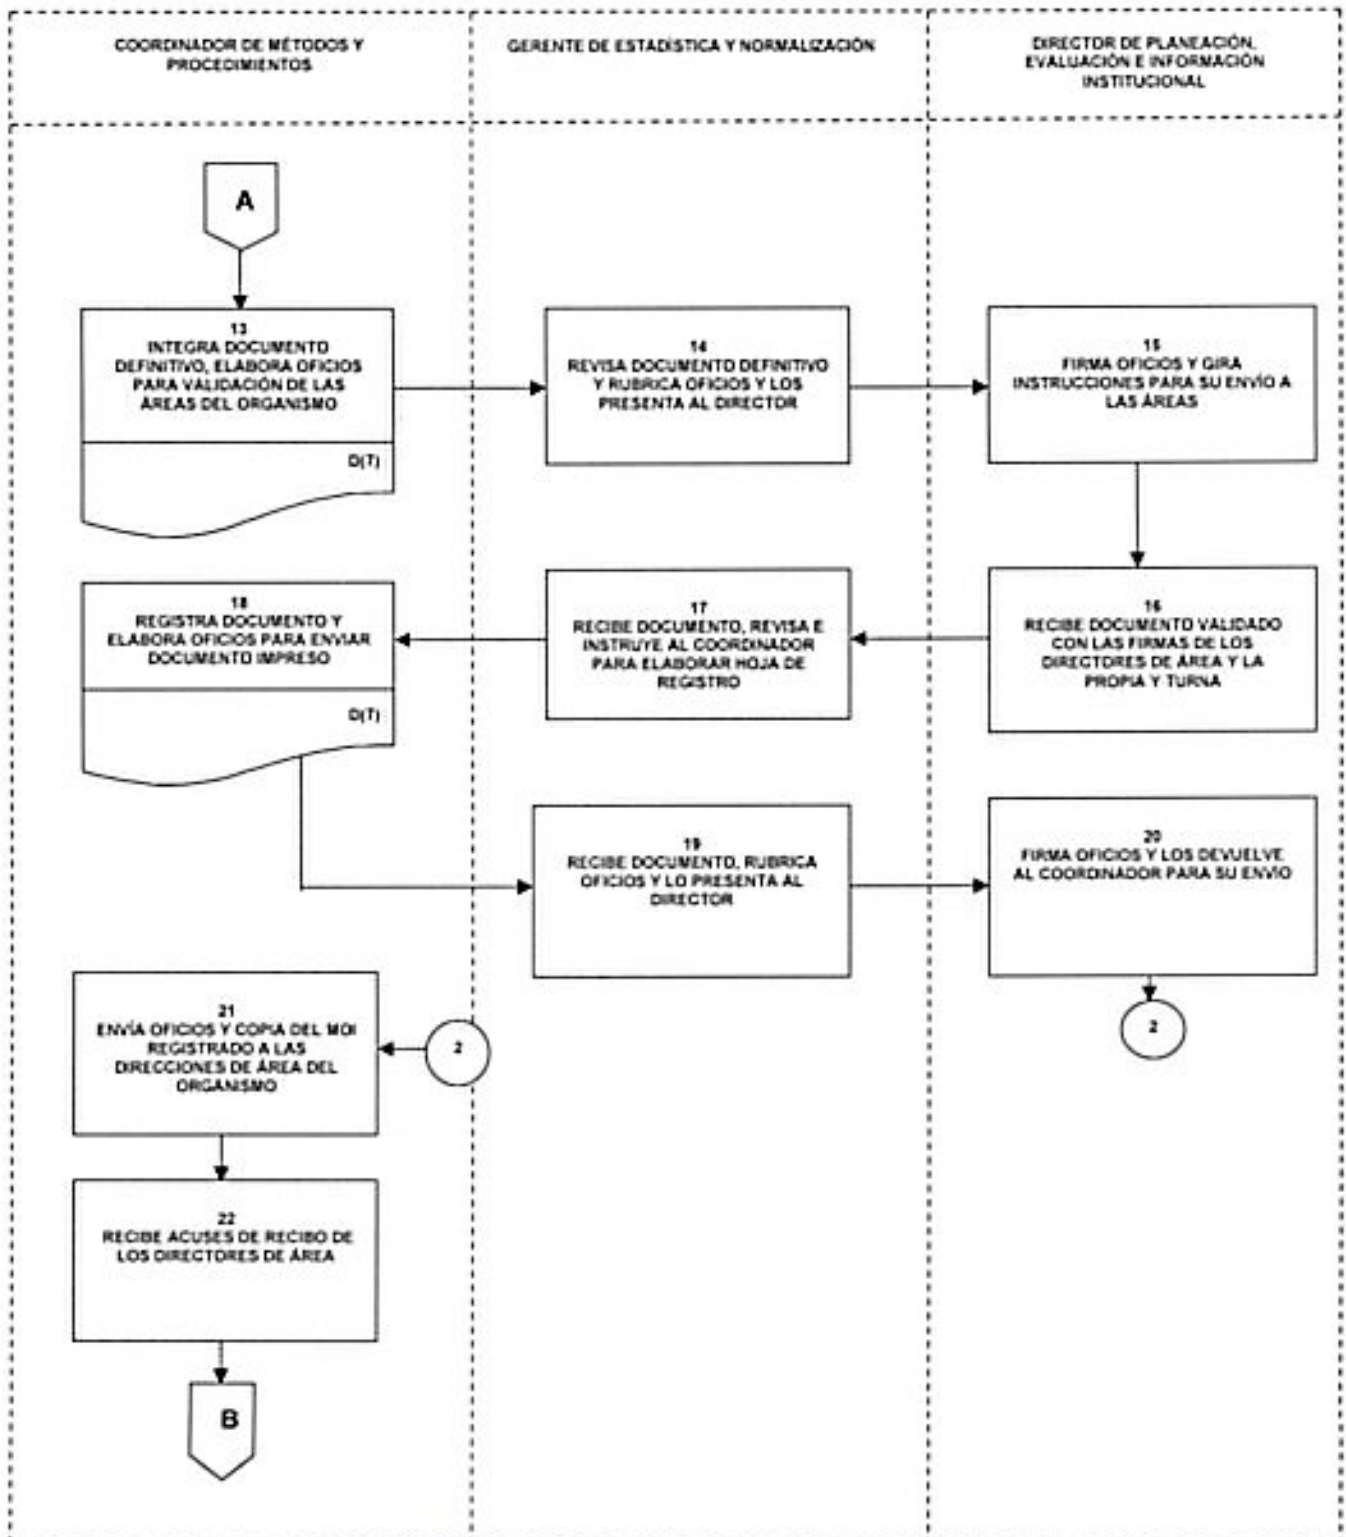 COORDINADOR DE MÉTODOS Y
PROCEDIMIENTOS
GERENTE DE ESTADÍSTICA Y NORMALIZACIÓN
DIRECTOR DE PLANEACIÓN,
EVALUACIÓN E INFORMACIÓN
INSTITUCIONAL
A
13
INTEGRA DOCUMENTO
DEFINITIVO, ELABORA OFICIOS
PARA VALIDACIÓN DE LAS
ÁREAS DEL ORGANISMO
D(T)
14
REVISA DOCUMENTO DEFINITIVO
Y RUBRICA OFICIOS Y LOS
PRESENTA AL DIRECTOR
15
FIRMA OFICIOS Y GIRA
INSTRUCCIONES PARA SU ENVÍO A
LAS ÁREAS
16
RECIBE DOCUMENTO VALIDADO
CON LAS FIRMAS DE LOS
DIRECTORES DE ÁREA Y LA
PROPIA Y TURNA
17
RECIBE DOCUMENTO, REVISA E
INSTRUYE AL COORDINADOR
PARA ELABORAR HOJA DE
REGISTRO
18
REGISTRA DOCUMENTO Y
ELABORA OFICIOS PARA ENVIAR
DOCUMENTO IMPRESO
D(T)
19
RECIBE DOCUMENTO, RUBRICA
OFICIOS Y LO PRESENTA AL
DIRECTOR
20
FIRMA OFICIOS Y LOS DEVUELVE
AL COORDINADOR PARA SU ENVÍO
2
2
21
ENVÍA OFICIOS Y COPIA DEL MOI
REGISTRADO A LAS
DIRECCIONES DE ÁREA DEL
ORGANISMO
22
RECIBE ACUSES DE RECIBO DE
LOS DIRECTORES DE ÁREA
B